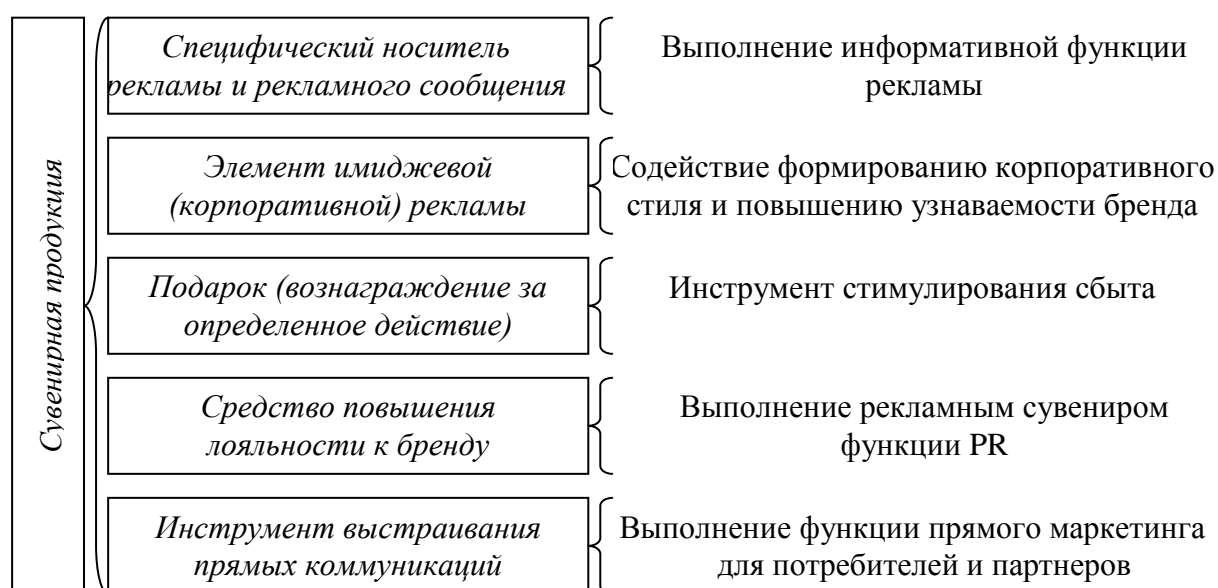 Сувенирная продукция
Специфический носитель
рекламы и рекламного сообщения
Выполнение информативной функции
рекламы
Элемент имиджевой
(корпоративной) рекламы
Содействие формированию корпоративного
стиля и повышению узнаваемости бренда
Подарок (вознаграждение за
определенное действие)
Инструмент стимулирования сбыта
Средство повышения
лояльности к бренду
Выполнение рекламным сувениром
функции PR
Инструмент выстраивания
прямых коммуникаций
Выполнение функции прямого маркетинга
для потребителей и партнеров